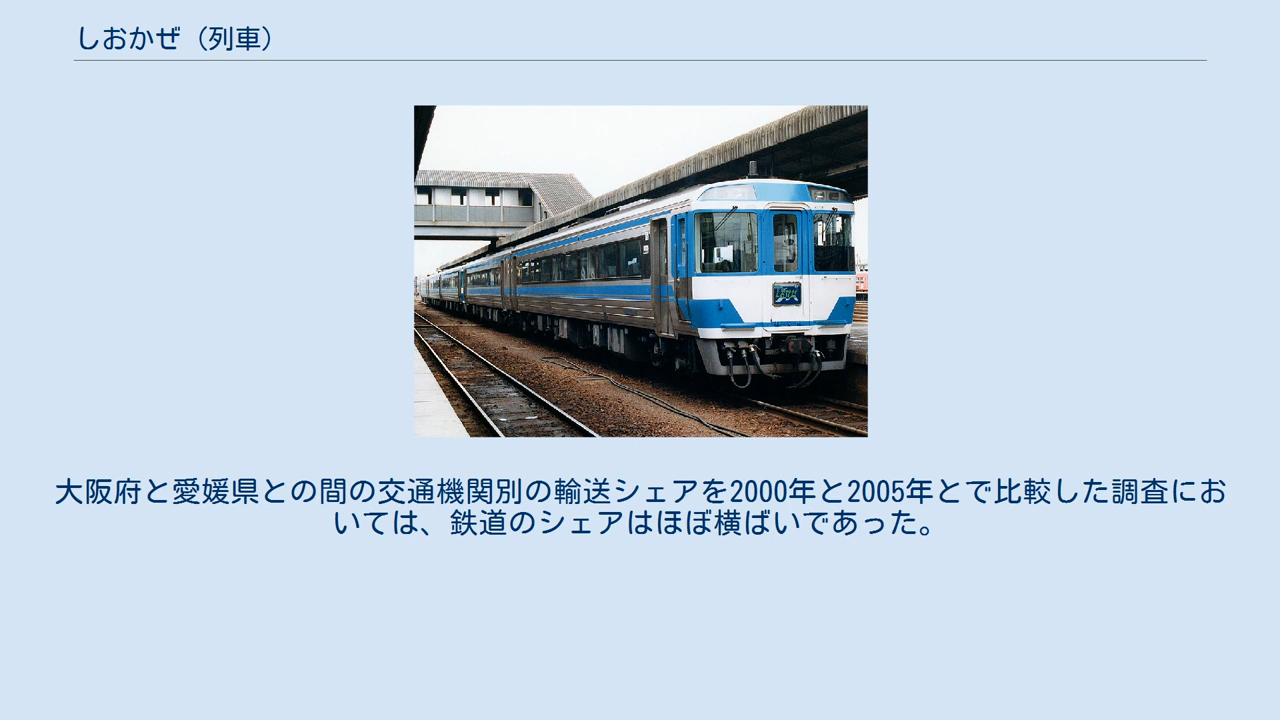 しおかぜ（列車）
大阪府と愛媛県との間の交通機関別の輸送シェアを2000年と2005年とで比較した調査にお
いては、鉄道のシェアはほぼ横ばいであった。